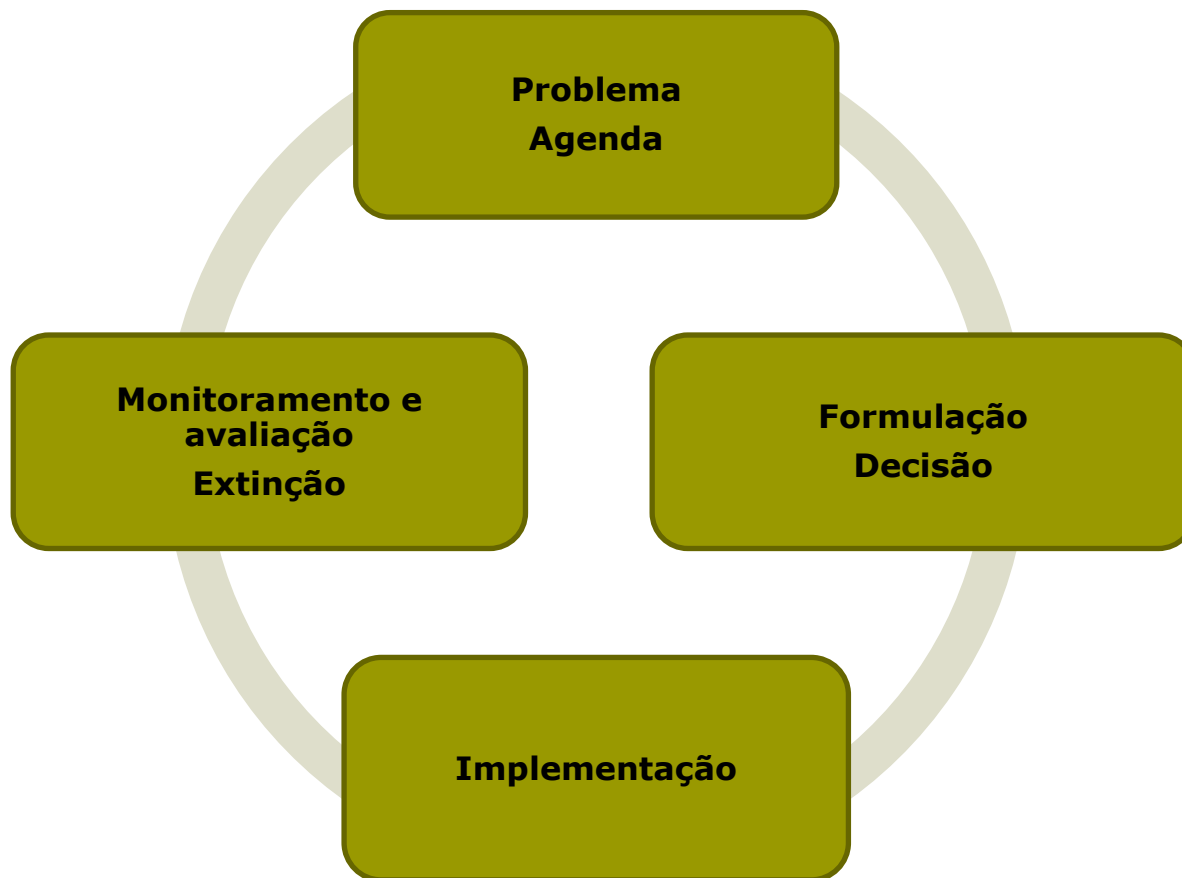 Problema
Agenda
Formulação
Decisão
Implementação
Monitoramento e
avaliação
Extinção